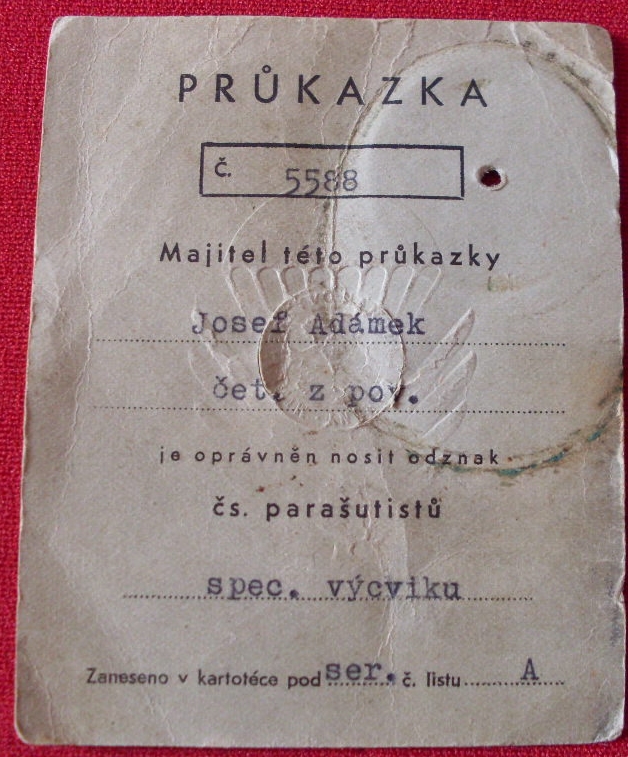 PRŮKAZKA
Č. 5588
Majitel této průkazky
Josef Adámek
čet. z pov.
je oprávněn nosit odznak
čs. parašutistů
spec. výcviku
Zaneseno v kartotéce pod ser. č. listu A